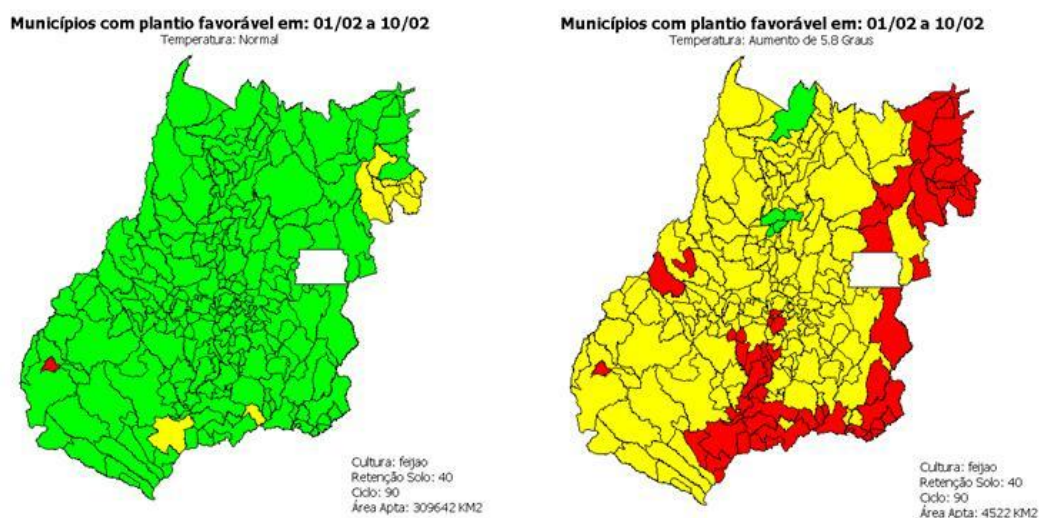 Municípios com plantio favorável em: 01/02 a 10/02
Temperatura: Normal
Cultura: feijao
Retenção Solo: 40
Ciclo: 90
Área Apta: 309642 KM2
Municípios com plantio favorável em: 01/02 a 10/02
Temperatura: Aumento de 5.8 Graus
Cultura: feijao
Retenção Solo: 40
Ciclo: 90
Área Apta: 4522 KM2